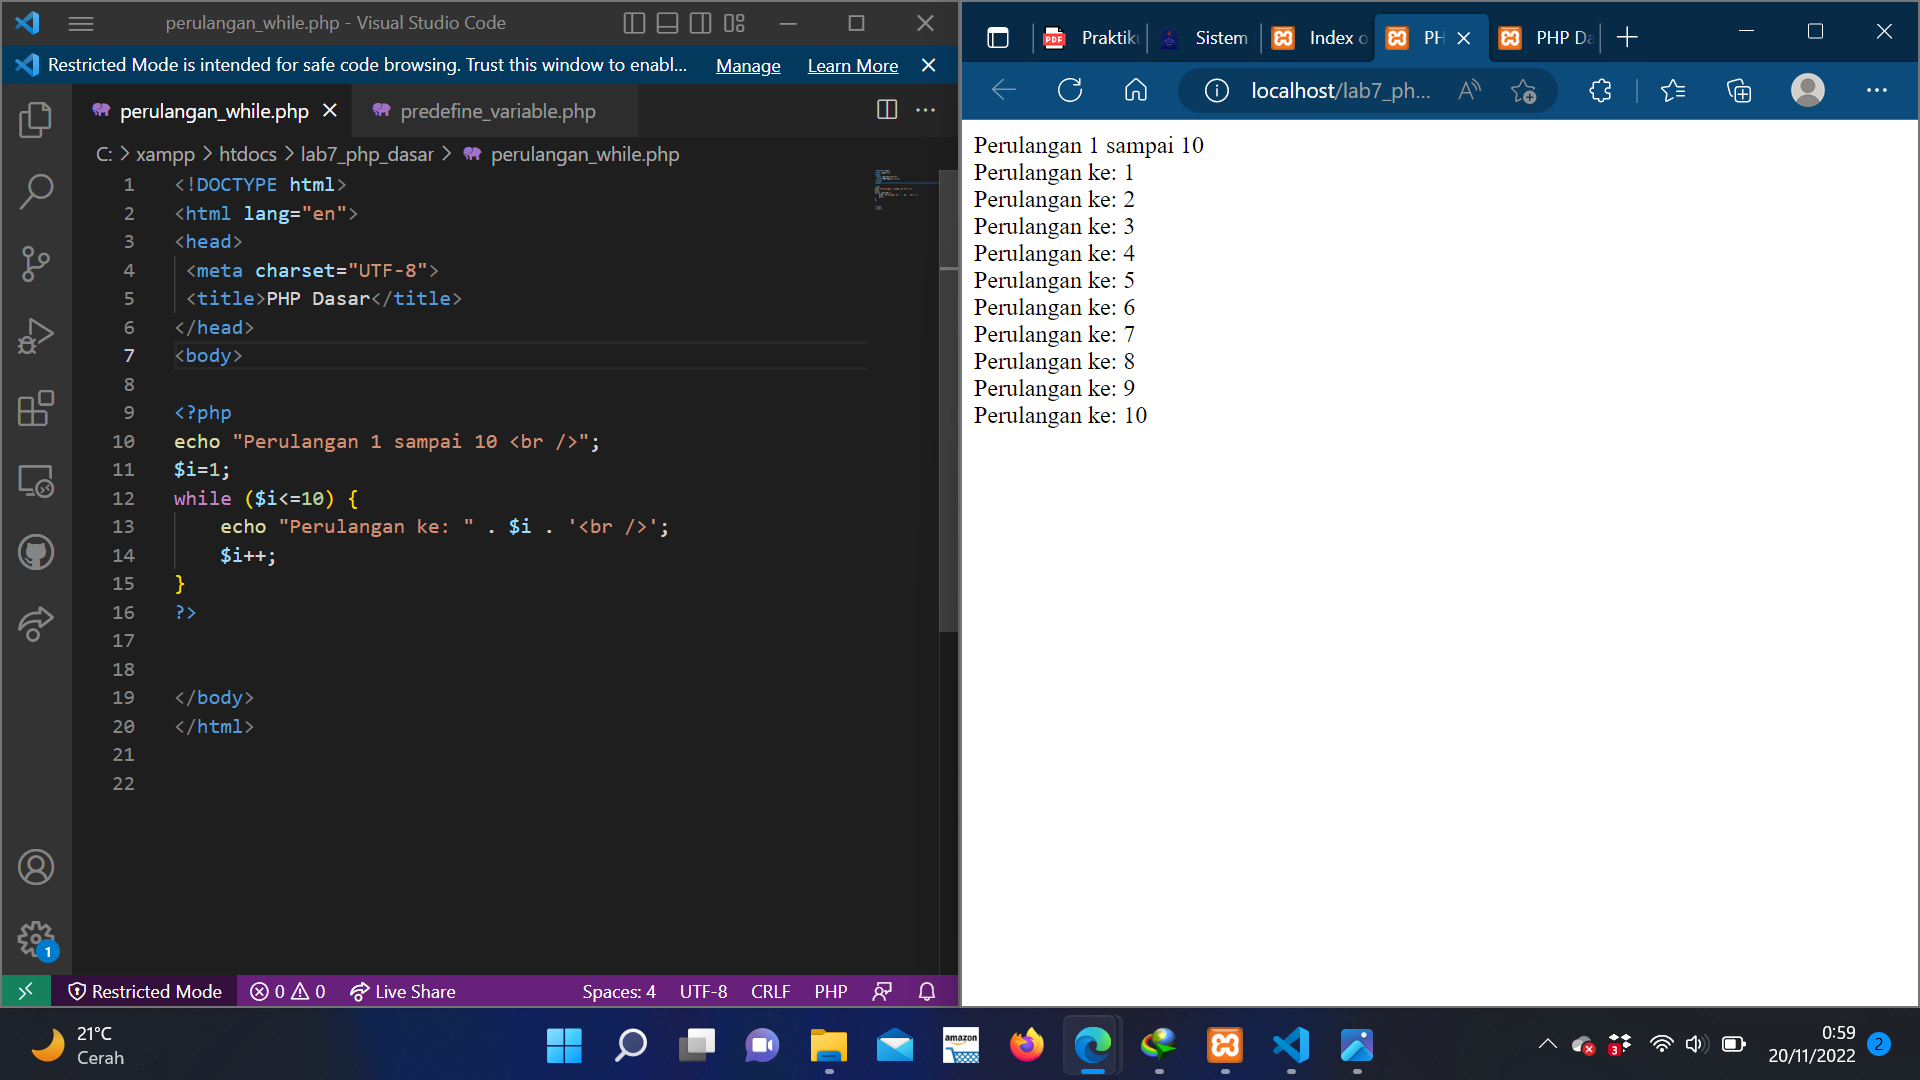 perulangan_while.php - Visual Studio Code
Restricted Mode is intended for safe code browsing. Trust this window to enabl... Manage Learn More
perulangan_while.php predefine_variable.php
C: > xampp > htdocs > lab7_php_dasar > perulangan_while.php
1 <!DOCTYPE html>
2 <html lang="en">
3 <head>
4 <meta charset="UTF-8">
5 <title>PHP Dasar</title>
6 </head>
7 <body>
8
9 <?php
10 echo "Perulangan 1 sampai 10 <br />";
11 $i=1;
12 while ($i<=10) {
13 echo "Perulangan ke: " . $i . '<br />';
14 $i++;
15 }
16 ?>
17
18
19 </body>
20 </html>
21
22
1
Restricted Mode 0 0 Live Share Spaces: 4 UTF-8 CRLF PHP
PDF Praktiku Sistem Index o PH PHP Da
localhost/lab7_ph...
Perulangan 1 sampai 10
Perulangan ke: 1
Perulangan ke: 2
Perulangan ke: 3
Perulangan ke: 4
Perulangan ke: 5
Perulangan ke: 6
Perulangan ke: 7
Perulangan ke: 8
Perulangan ke: 9
Perulangan ke: 10
21°C
Cerah
amazon
3
0:59
20/11/2022
2